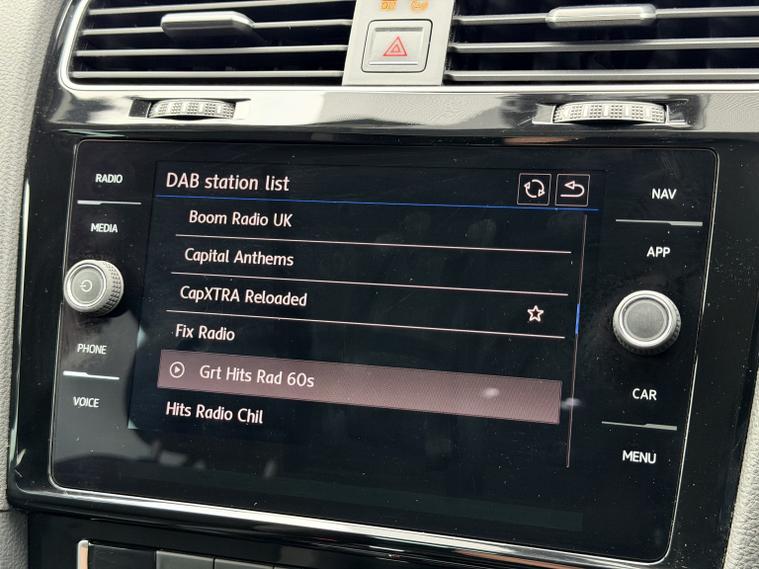 RADIO
DAB station list
NAV
MEDIA
Boom Radio UK
APP
Capital Anthems
CapXTRA Reloaded
Fix Radio
PHONE
Grt Hits Rad 60s
CAR
VOICE
Hits Radio Chil
MENU